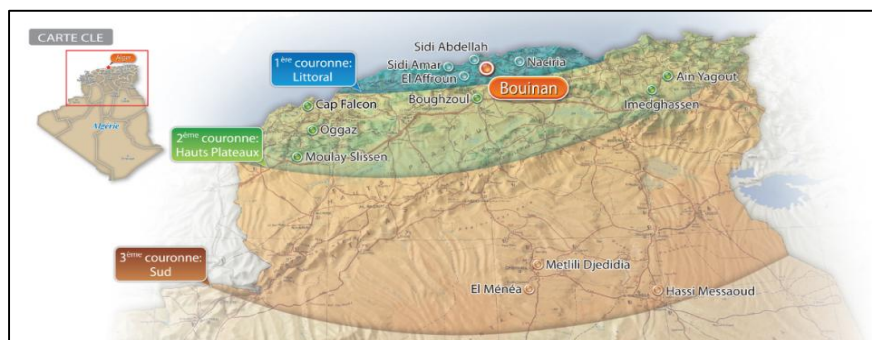 CARTE CLE
Alger
Algérie
1ère couronne:
Littoral
Sidi Abdellah
Sidi Amar
El Affroun
Naciria
Bouinan
Boughzoul
Ain Yagout
Imedghassen
Cap Falcon
Oggaz
Moulay Slissen
2ème couronne:
Hauts Plateaux
3ème couronne:
Sud
Metlili Djedidia
El Ménéa
Hassi Messaoud